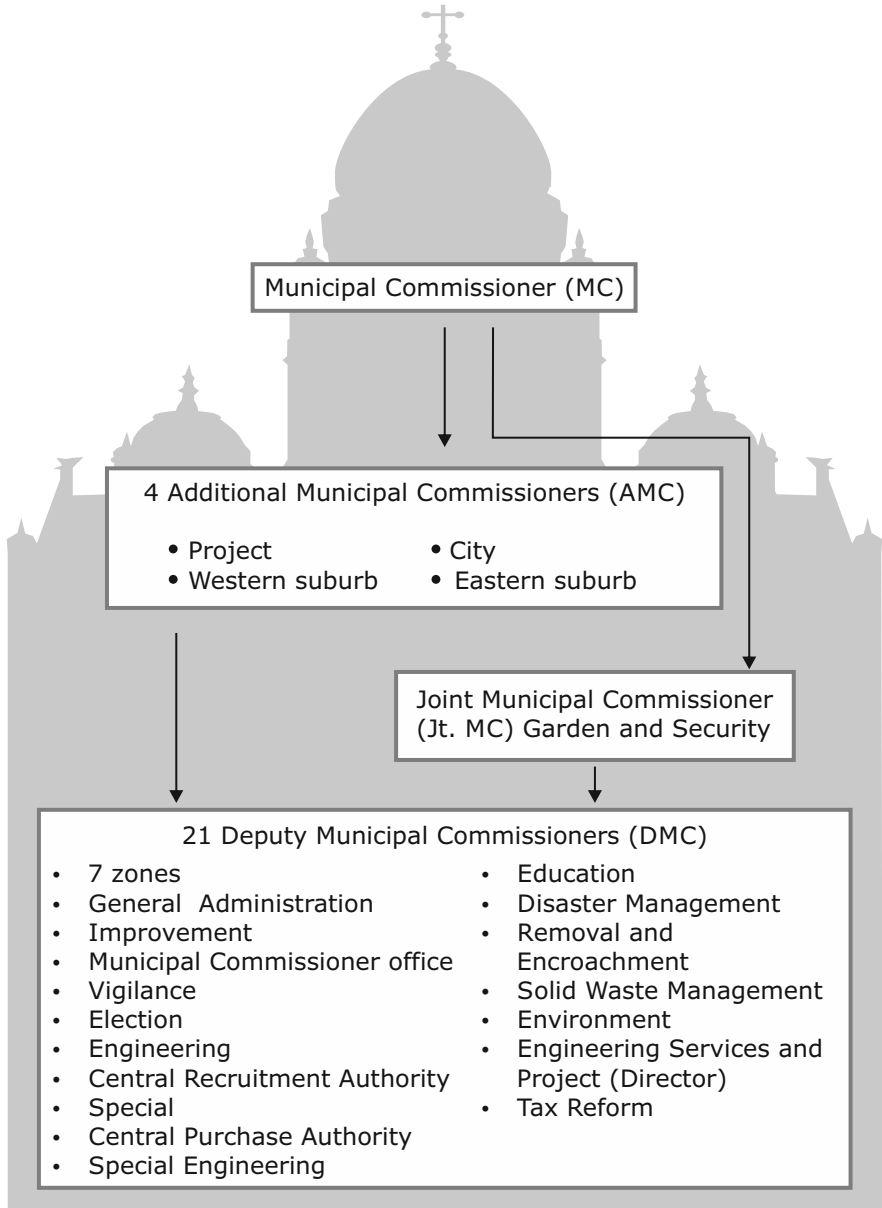 Municipal Commissioner (MC)
4 Additional Municipal Commissioners (AMC)
• Project
• Western suburb
• City
• Eastern suburb
Joint Municipal Commissioner
(Jt. MC) Garden and Security
21 Deputy Municipal Commissioners (DMC)
• 7 zones
• General Administration
• Improvement
• Municipal Commissioner office
• Vigilance
• Election
• Engineering
• Central Recruitment Authority
• Special
• Central Purchase Authority
• Special Engineering
• Education
• Disaster Management
• Removal and
Encroachment
• Solid Waste Management
• Environment
• Engineering Services and
Project (Director)
• Tax Reform